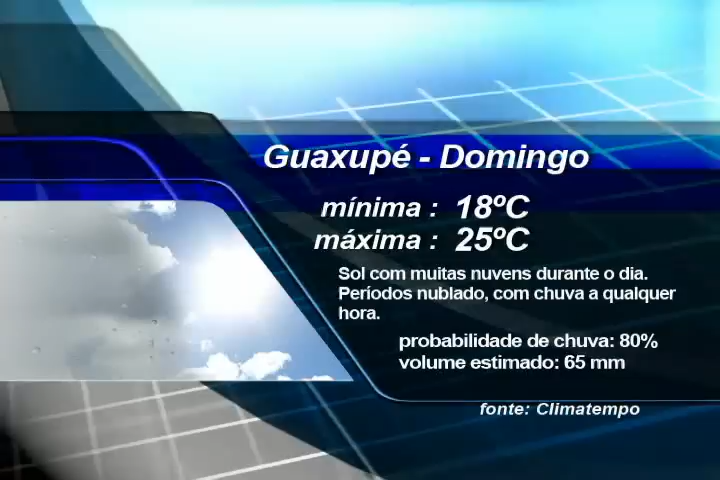 Guaxupé - Domingo
mínima : 18ºC
máxima : 25ºC
Sol com muitas nuvens durante o dia.
Períodos nublado, com chuva a qualquer
hora.
probabilidade de chuva: 80%
volume estimado: 65 mm
fonte: Climatempo